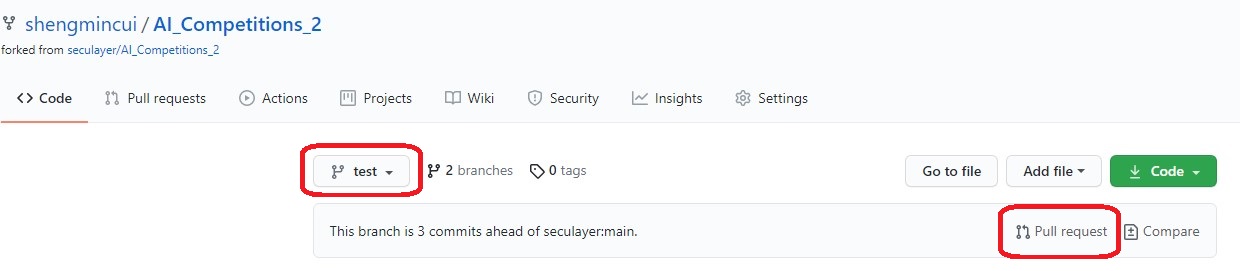 shengmincui / AI_Competitions_2
forked from seculayer/AI_Competitions_2
Code Pull requests Actions Projects Wiki Security Insights Settings
test 2 branches 0 tags Go to file Add file Code
This branch is 3 commits ahead of seculayer:main. Pull request Compare